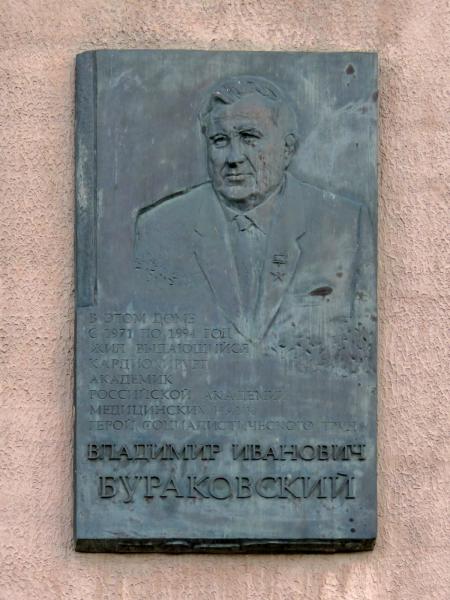 В ЭТОМ ДОМЕ
С 1971 ПО 1994 ГОД
ЖИЛ ВЫДАЮЩИЙСЯ
КАРДИОХИРУРГ
АКАДЕМИК
РОССИЙСКОЙ АКАДЕМИИ
МЕДИЦИНСКИХ НАУК
ГЕРОЙ СОЦИАЛИСТИЧЕСКОГО ТРУДА
ВЛАДИМИР ИВАНОВИЧ
БУРАКОВСКИЙ